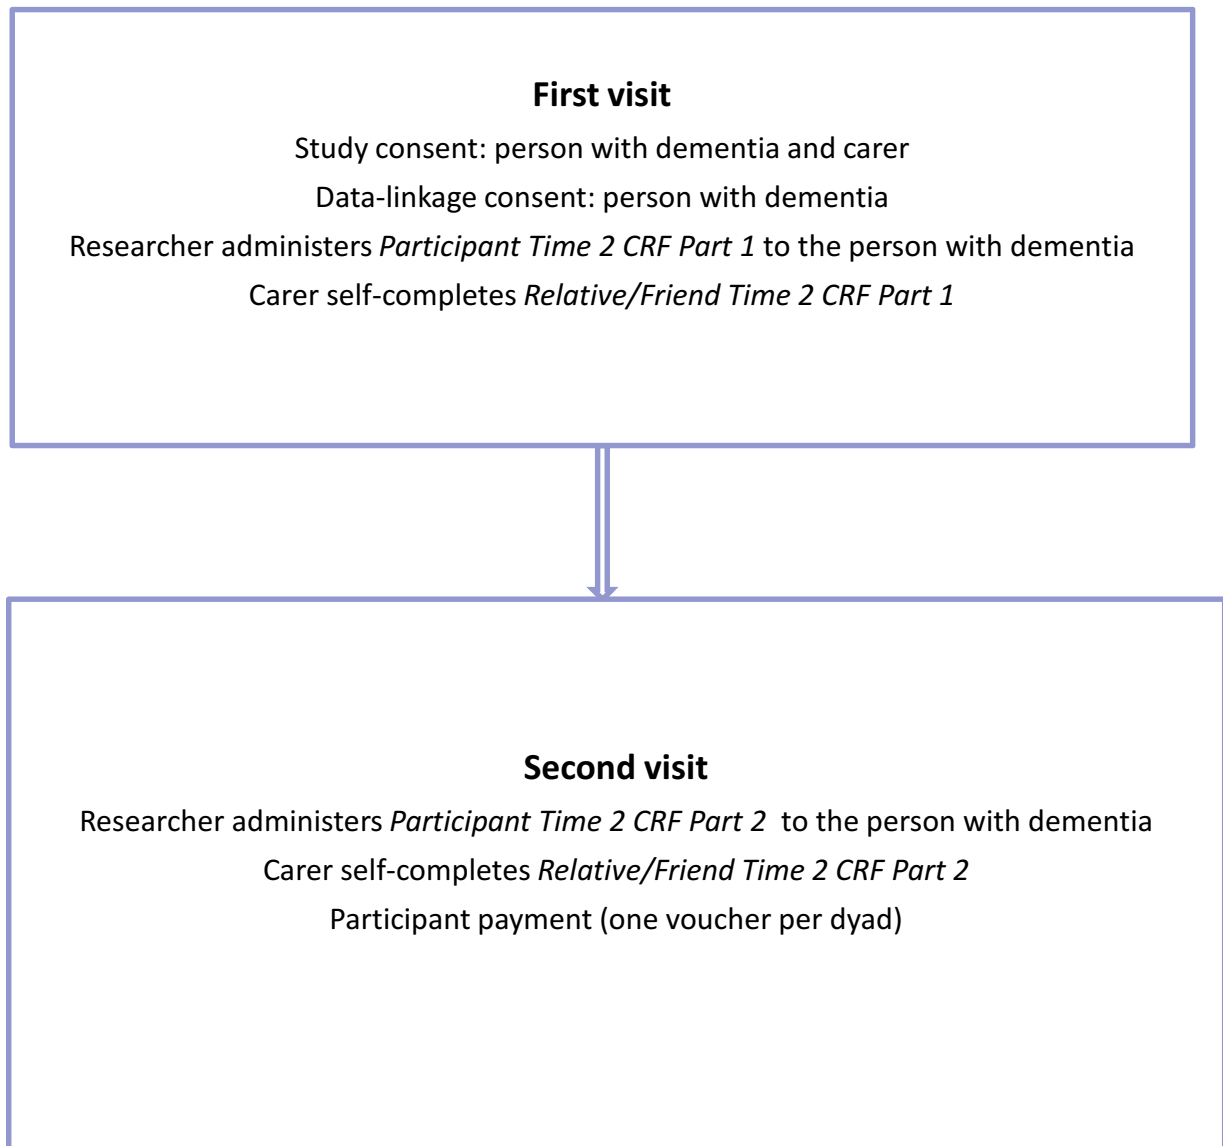 First visit
Study consent: person with dementia and carer
Data-linkage consent: person with dementia
Researcher administers Participant Time 2 CRF Part 1 to the person with dementia
Carer self-completes Relative/Friend Time 2 CRF Part 1
Second visit
Researcher administers Participant Time 2 CRF Part 2 to the person with dementia
Carer self-completes Relative/Friend Time 2 CRF Part 2
Participant payment (one voucher per dyad)